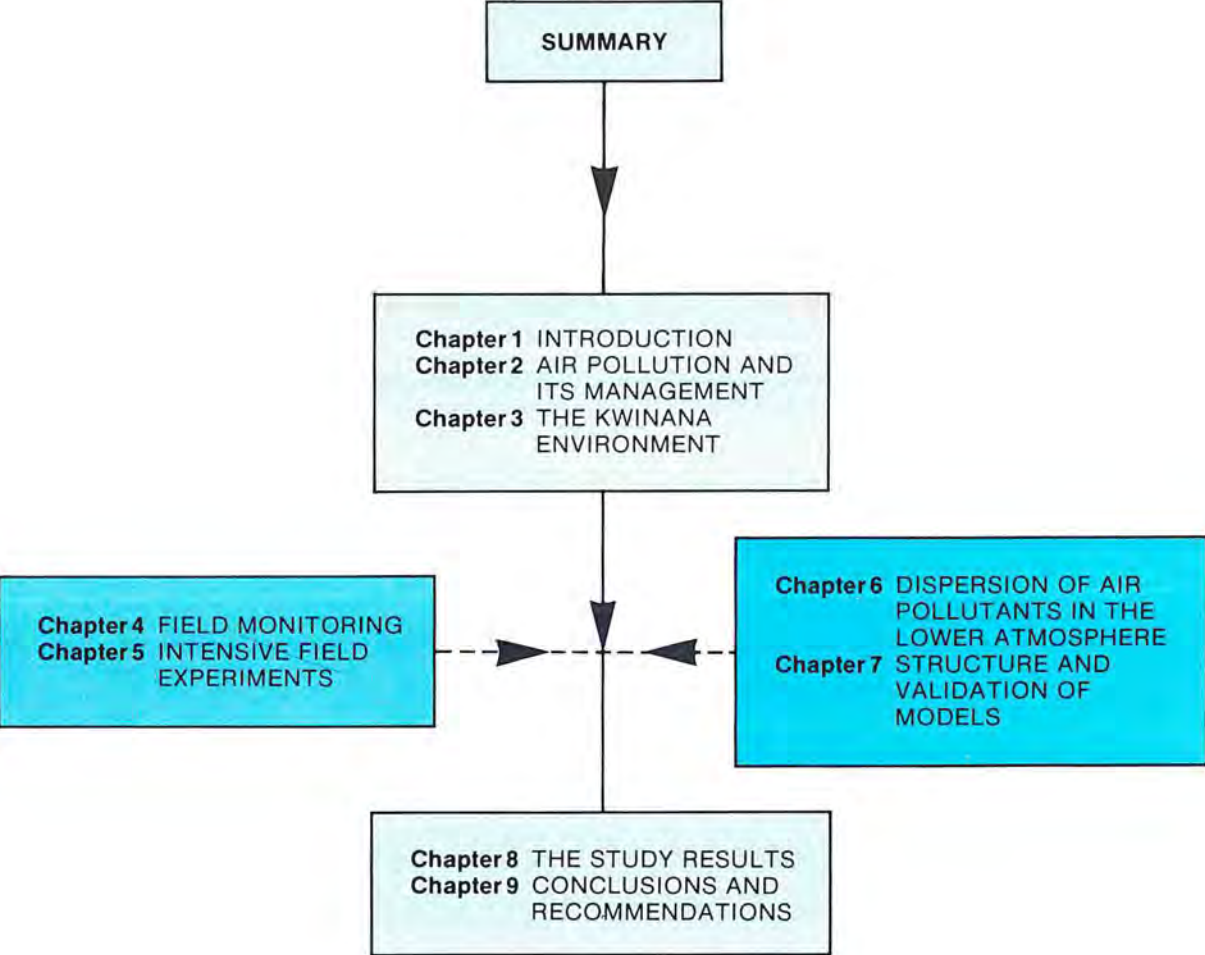 SUMMARY
Chapter 1 INTRODUCTION
Chapter 2 AIR POLLUTION AND
ITS MANAGEMENT
Chapter 3 THE KWINANA
ENVIRONMENT
Chapter 4 FIELD MONITORING
Chapter 5 INTENSIVE FIELD
EXPERIMENTS
Chapter 6 DISPERSION OF AIR
POLLUTANTS IN THE
LOWER ATMOSPHERE
Chapter 7 STRUCTURE AND
VALIDATION OF
MODELS
Chapter 8 THE STUDY RESULTS
Chapter 9 CONCLUSIONS AND
RECOMMENDATIONS